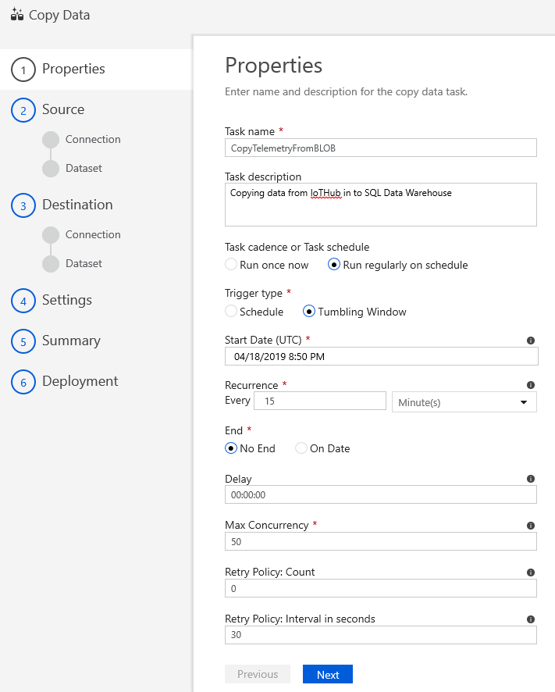 Copy Data
1 Properties
2 Source
Connection
Dataset
3 Destination
Connection
Dataset
4 Settings
5 Summary
6 Deployment
Properties
Enter name and description for the copy data task.
Task name *
CopyTelemetryFromBLOB
Task description
Copying data from IoTHub in to SQL Data Warehouse
Task cadence or Task schedule
Run once now Run regularly on schedule
Trigger type *
Schedule Tumbling Window
Start Date (UTC) *
04/18/2019 8:50 PM
Recurrence *
Every 15 Minute(s)
End *
No End On Date
Delay
00:00:00
Max Concurrency *
50
Retry Policy: Count
0
Retry Policy: Interval in seconds
30
Previous Next